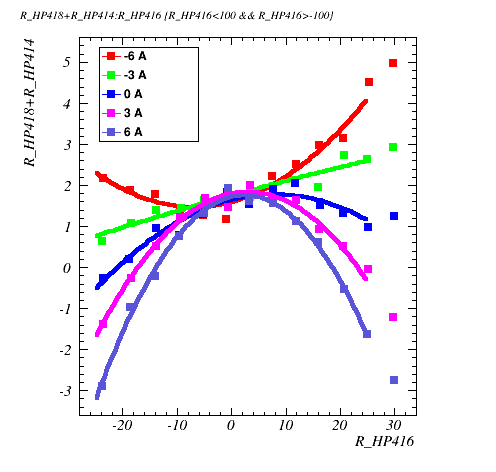 R_HP418+R_HP414:R_HP416 {R_HP416<100 && R_HP416>-100}
R_HP418+R_HP414
-6 A
-3 A
0 A
3 A
6 A
5
4
3
2
1
0
-1
-2
-3
-20 -10 0 10 20 30
R_HP416